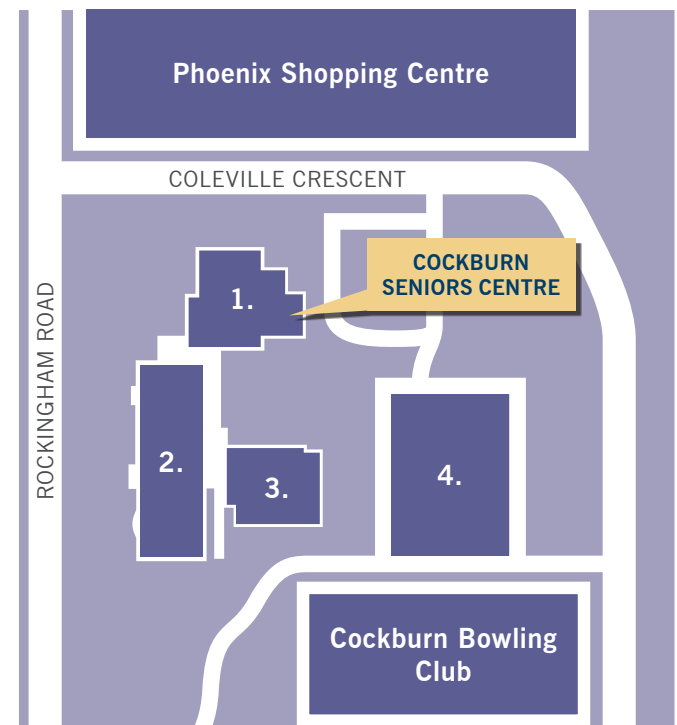 Phoenix Shopping Centre
COLEVILLE CRESCENT
COCKBURN
SENIORS CENTRE
1.
ROCKINGHAM ROAD
2.
3.
4.
Cockburn Bowling
Club